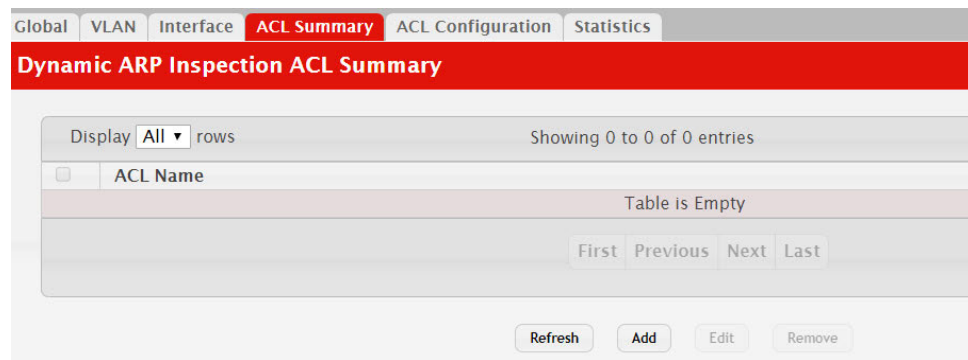 Global VLAN Interface ACL Summary ACL Configuration Statistics
Dynamic ARP Inspection ACL Summary
Display All rows Showing 0 to 0 of 0 entries
ACL Name
Table is Empty
First Previous Next Last
Refresh Add Edit Remove